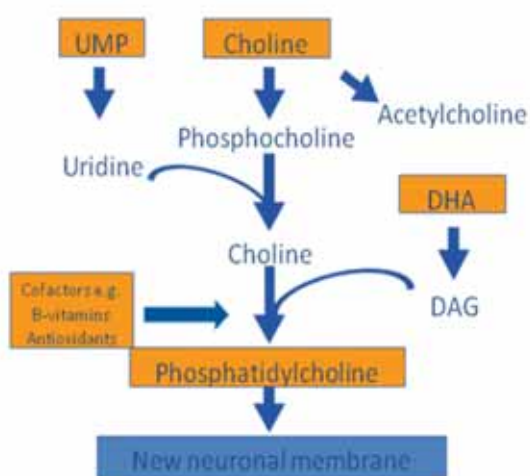 UMP
Choline
Acetylcholine
Phosphocholine
Uridine
DHA
Choline
DAG
Cofactors e.g.
B-vitamins
Antioxidants
Phosphatidylcholine
New neuronal membrane